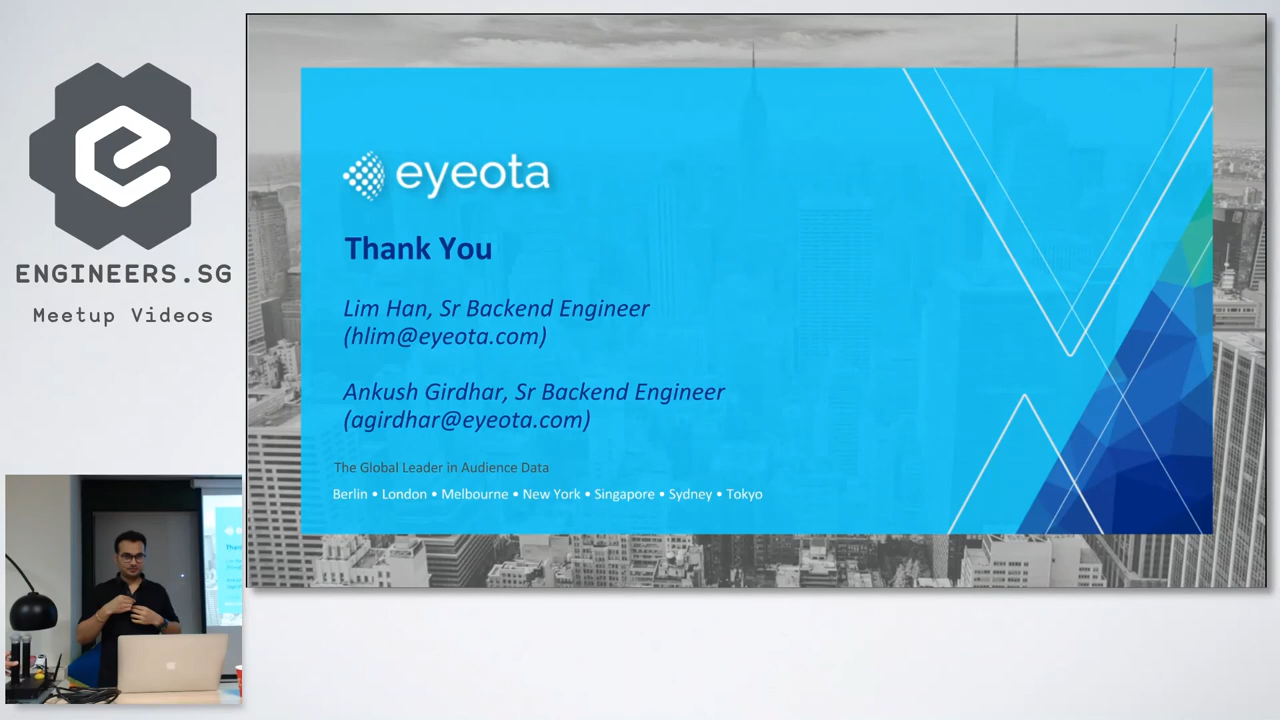 ENGINEERS.SG
Meetup Videos
eyeota
Thank You
Lim Han, Sr Backend Engineer
(hlim@eyeota.com)
Ankush Girdhar, Sr Backend Engineer
(agirdhar@eyeota.com)
The Global Leader in Audience Data
Berlin • London • Melbourne • New York • Singapore • Sydney • Tokyo